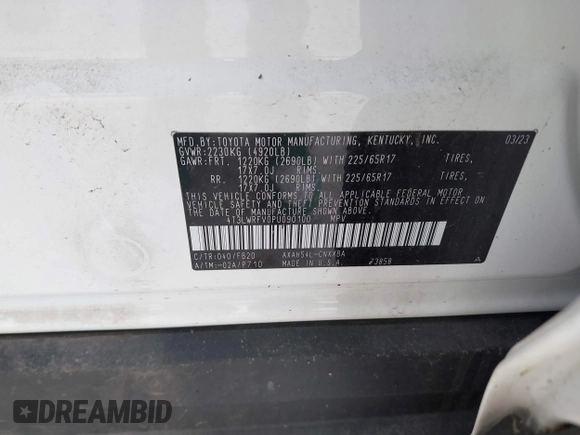 MFD.BY:TOYOTA MOTOR MANUFACTURING, KENTUCKY, INC. 03/23
GVWR:2230KG (4920LB)
GAWR:FRT. 1220KG (2690LB) WITH 225/65R17 TIRES,
17X7.0J RIMS.
RR. 1220KG (2690LB) WITH 225/65R17 TIRES,
17X7.0J RIMS.
THIS VEHICLE CONFORMS TO ALL APPLICABLE FEDERAL MOTOR
VEHICLE SAFETY AND THEFT PREVENTION STANDARDS IN EFFECT
ON THE DATE OF MANUFACTURE SHOWN ABOVE.
4T3LWRFV0PU090100 MPV
C/TR:040/FB20
A/TM:-02A/P710 MADE IN U.S.A. 73858
DREAMBID